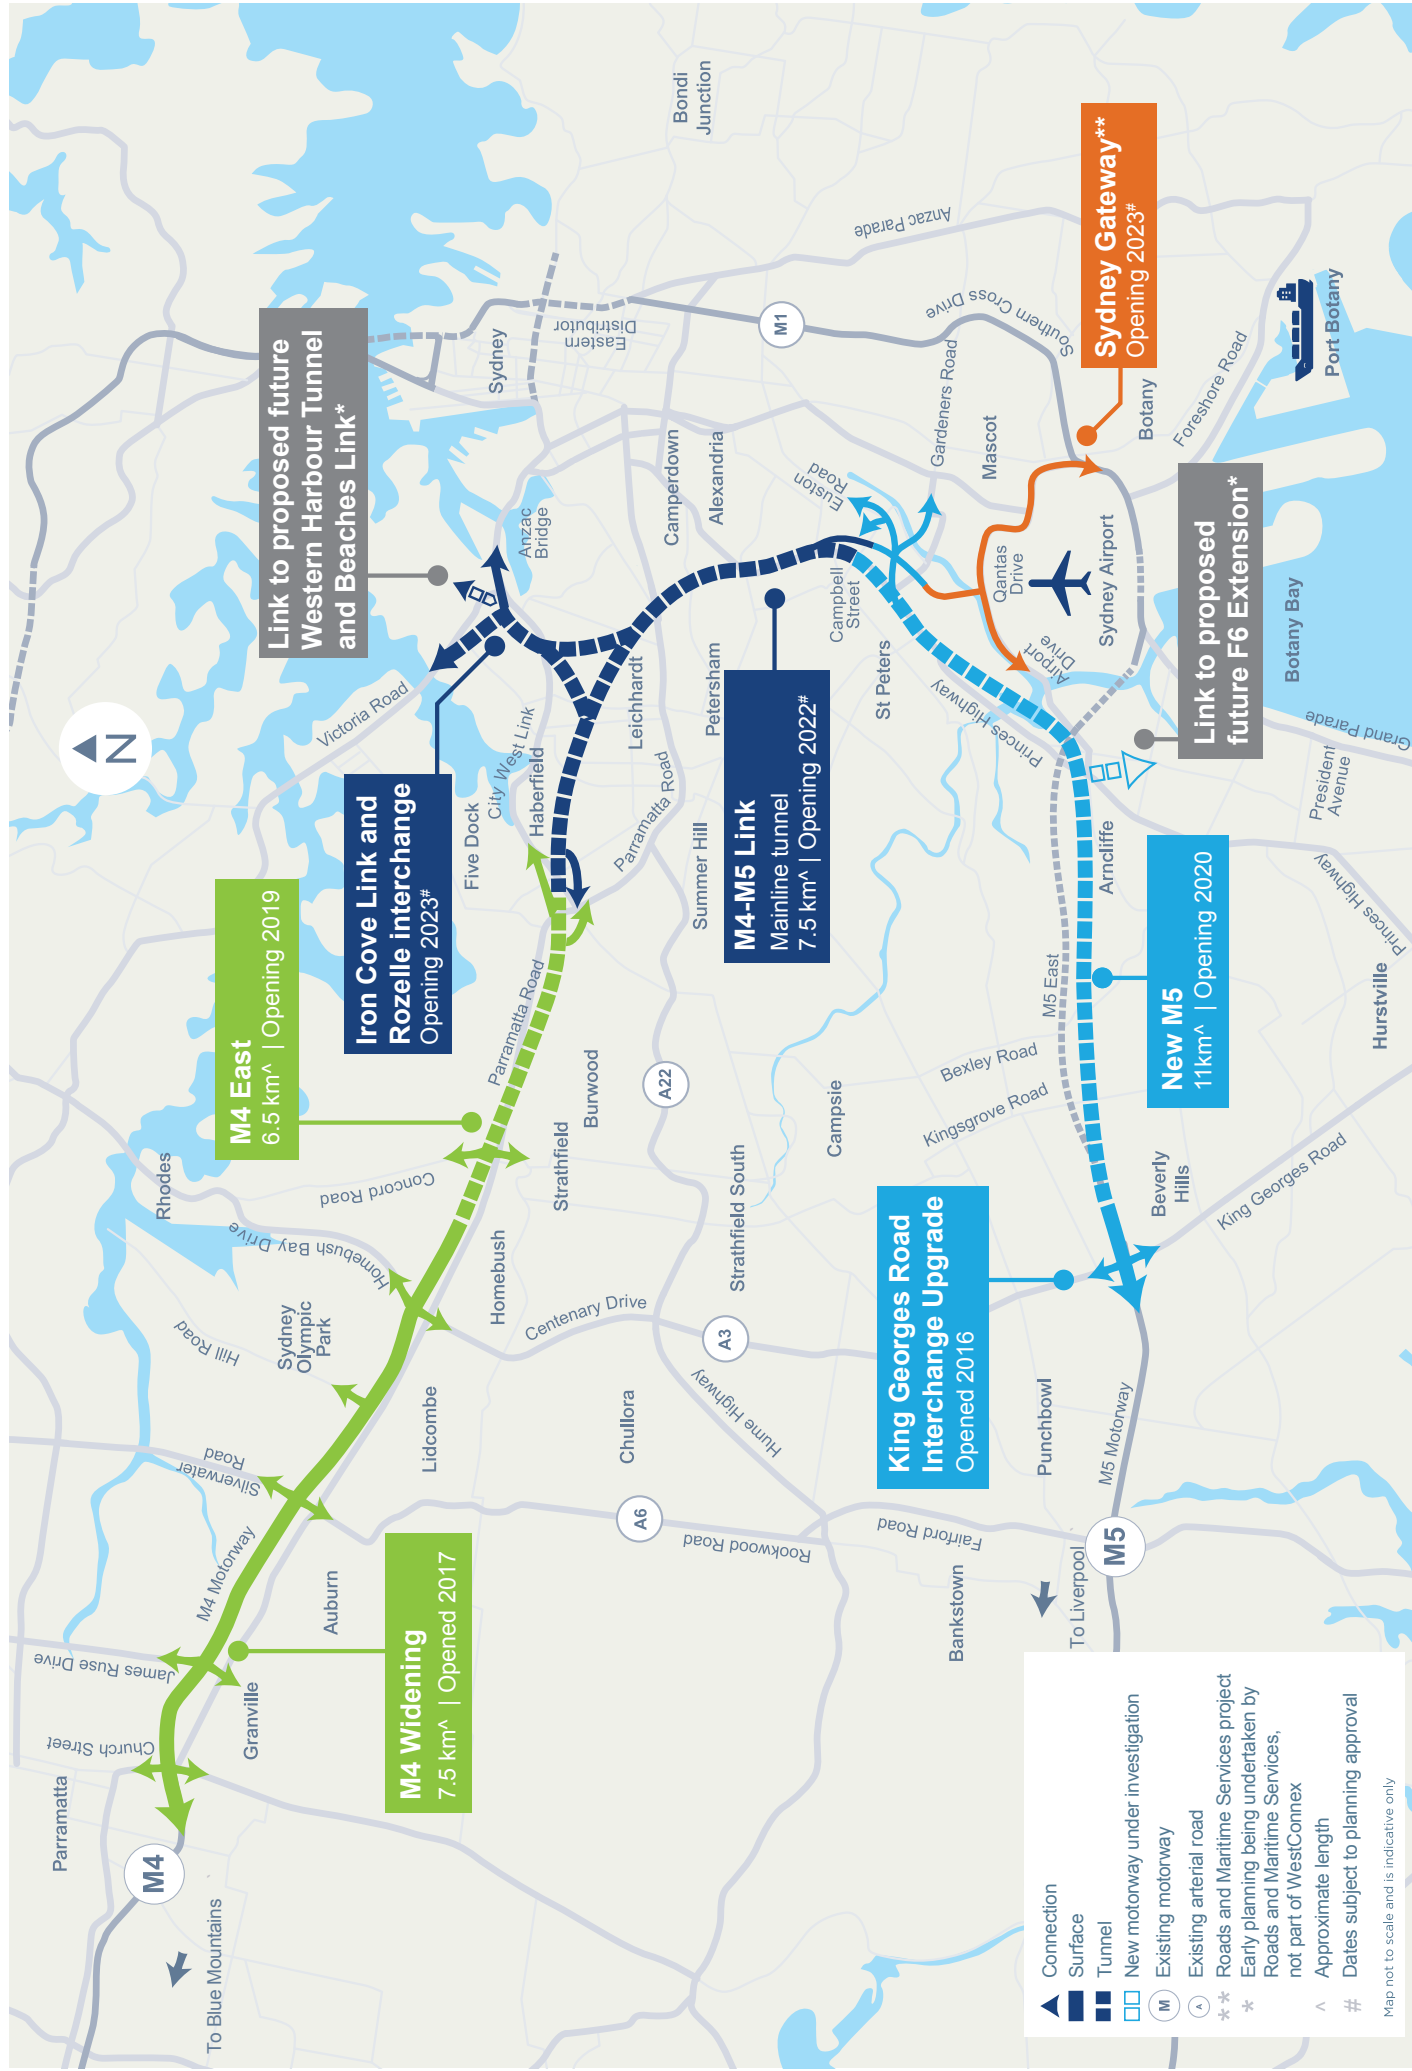 Parramatta
M4
To Blue Mountains
Church Street
Granville
James Ruse Drive
M4 Widening
7.5 km^ | Opened 2017
M4 Motorway
Auburn
Silverwater
Road
Hill Road
Sydney
Olympic
Park
Lidcombe
Homebush Bay Drive
Homebush
Rhodes
Concord Road
M4 East
6.5 km^ | Opening 2019
Parramatta Road
Strathfield
Burwood
Centenary Drive
A22
A3
A6
Chullora
Hume Highway
Rookwood Road
Strathfield South
Campsie
Iron Cove Link and
Rozelle interchange
Opening 2023#
Five Dock
City West Link
Haberfield
Victoria Road
N
Link to proposed future
Western Harbour Tunnel
and Beaches Link*
Anzac
Bridge
Sydney
Eastern
Distributor
Bondi
Junction
Leichhardt
Parramatta Road
Petersham
Summer Hill
Camperdown
Alexandria
M1
Anzac Parade
M4-M5 Link
Mainline tunnel
7.5 km^ | Opening 2022#
Campbell
Street
Euston
Road
St Peters
Gardeners Road
Mascot
Southern Cross Drive
Qantas
Drive
Sydney Airport
Airport
Drive
Princes Highway
Sydney Gateway**
Opening 2023#
Botany
Foreshore Road
Port Botany
Link to proposed
future F6 Extension*
Botany Bay
Grand Parade
President
Avenue
Princes Highway
Arncliffe
Hurstville
M5 East
New M5
11km^ | Opening 2020
Bexley Road
Kingsgrove Road
Beverly
Hills
King Georges Road
King Georges Road
Interchange Upgrade
Opened 2016
Punchbowl
M5 Motorway
M5
Fairford Road
Bankstown
To Liverpool
Connection
Surface
Tunnel
New motorway under investigation
M Existing motorway
A Existing arterial road
** Roads and Maritime Services project
* Early planning being undertaken by
Roads and Maritime Services,
not part of WestConnex
^ Approximate length
# Dates subject to planning approval
Map not to scale and is indicative only